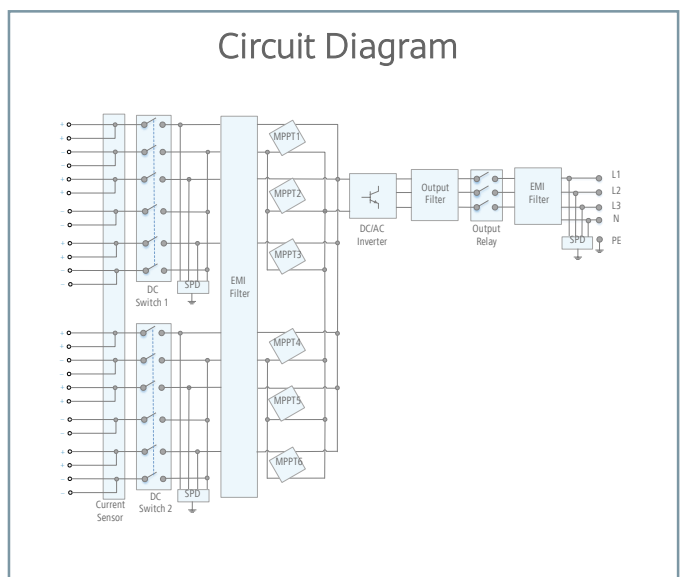 Circuit Diagram
+
+
−
−
+
+
−
−
+
+
−
−
MPPT1
MPPT2
MPPT3
EMI
Filter
SPD
DC
Switch 1
DC/AC
Inverter
Output
Filter
Output
Relay
EMI
Filter
L1
L2
L3
N
SPD
PE
+
+
−
−
+
+
−
−
+
+
−
−
MPPT4
MPPT5
MPPT6
SPD
DC
Switch 2
Current
Sensor